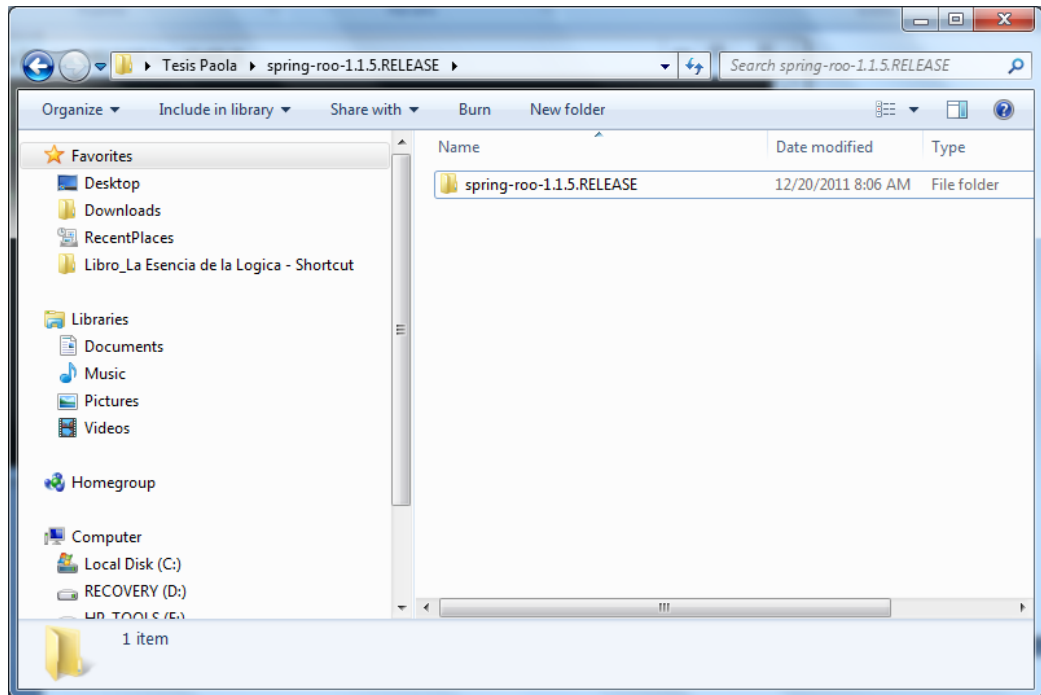 Tesis Paola spring-roo-1.1.5.RELEASE
Search spring-roo-1.1.5.RELEASE
Organize Include in library Share with Burn New folder
Name Date modified Type
Favorites
Desktop
Downloads
RecentPlaces
Libro_La Esencia de la Logica - Shortcut
Libraries
Documents
Music
Pictures
Videos
Homegroup
Computer
Local Disk (C:)
RECOVERY (D:)
HP_TOOLS (E:)
spring-roo-1.1.5.RELEASE 12/20/2011 8:06 AM File folder
1 item